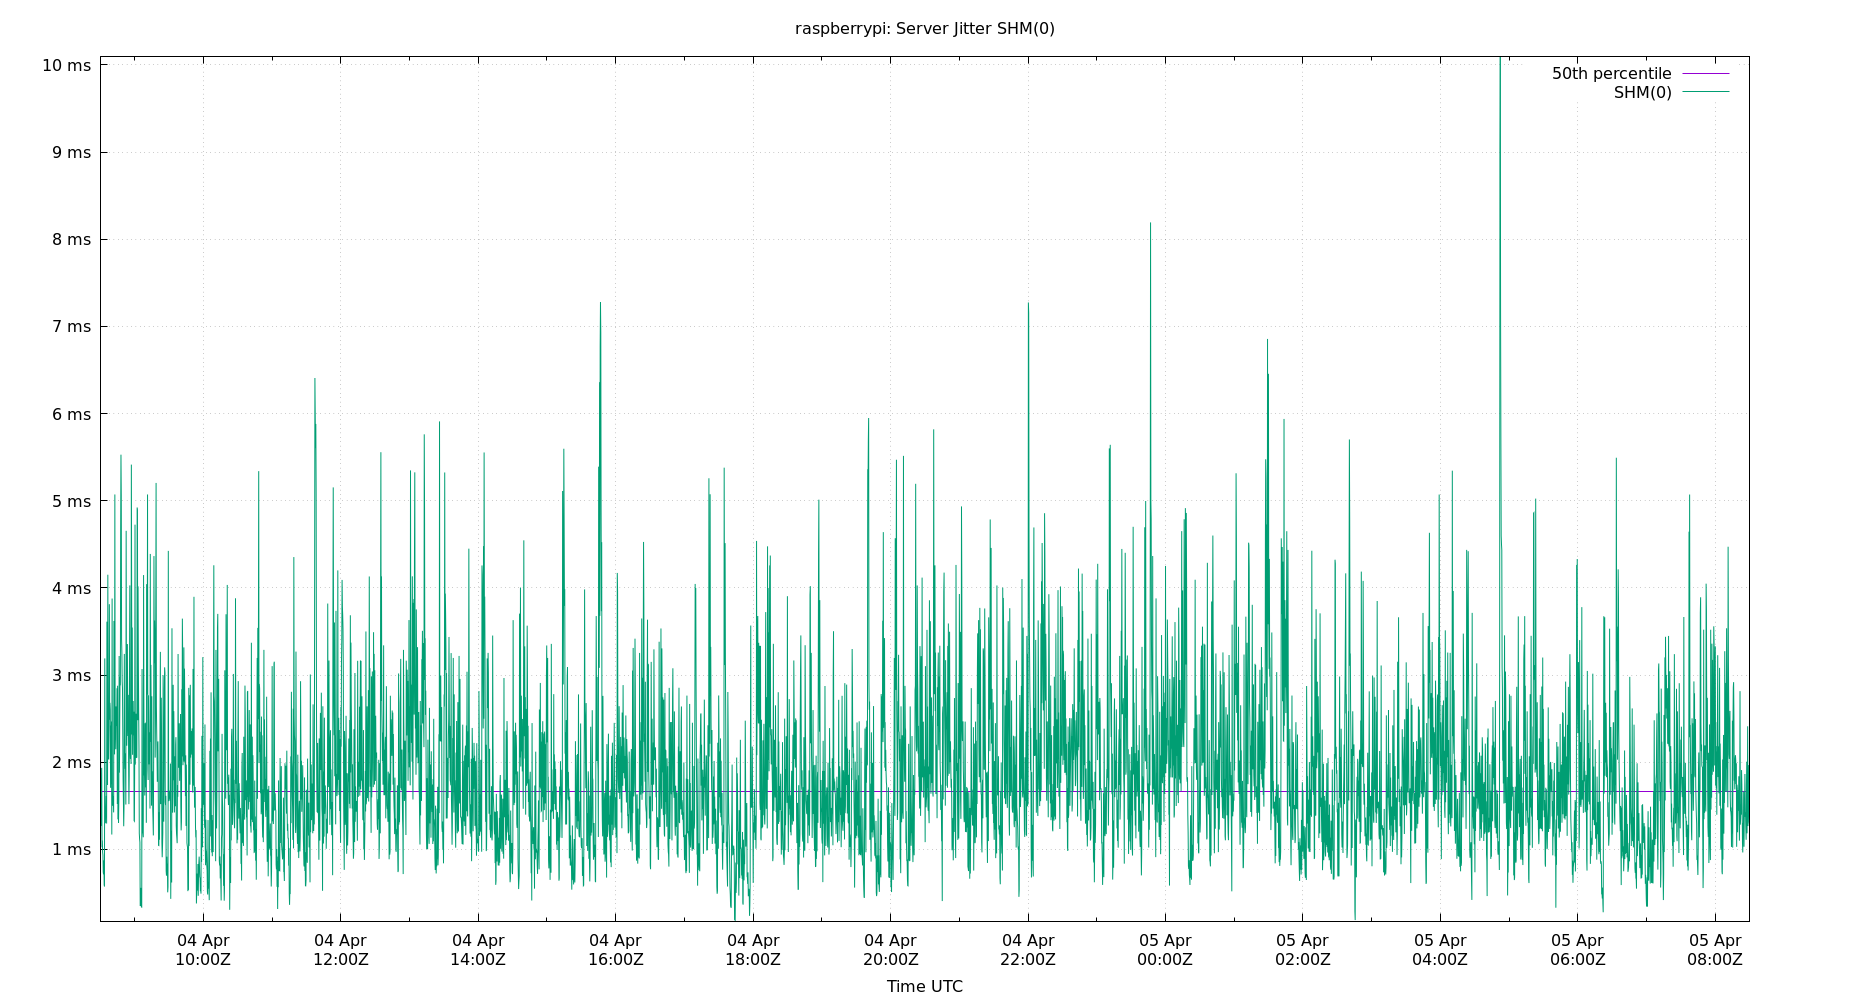 raspberrypi: Server Jitter SHM(0)
10 ms
9 ms
8 ms
7 ms
6 ms
5 ms
4 ms
3 ms
2 ms
1 ms
50th percentile
SHM(0)
04 Apr 04 Apr 04 Apr 04 Apr 04 Apr 04 Apr 04 Apr 05 Apr 05 Apr 05 Apr 05 Apr 05 Apr
10:00Z 12:00Z 14:00Z 16:00Z 18:00Z 20:00Z 22:00Z 00:00Z 02:00Z 04:00Z 06:00Z 08:00Z
Time UTC